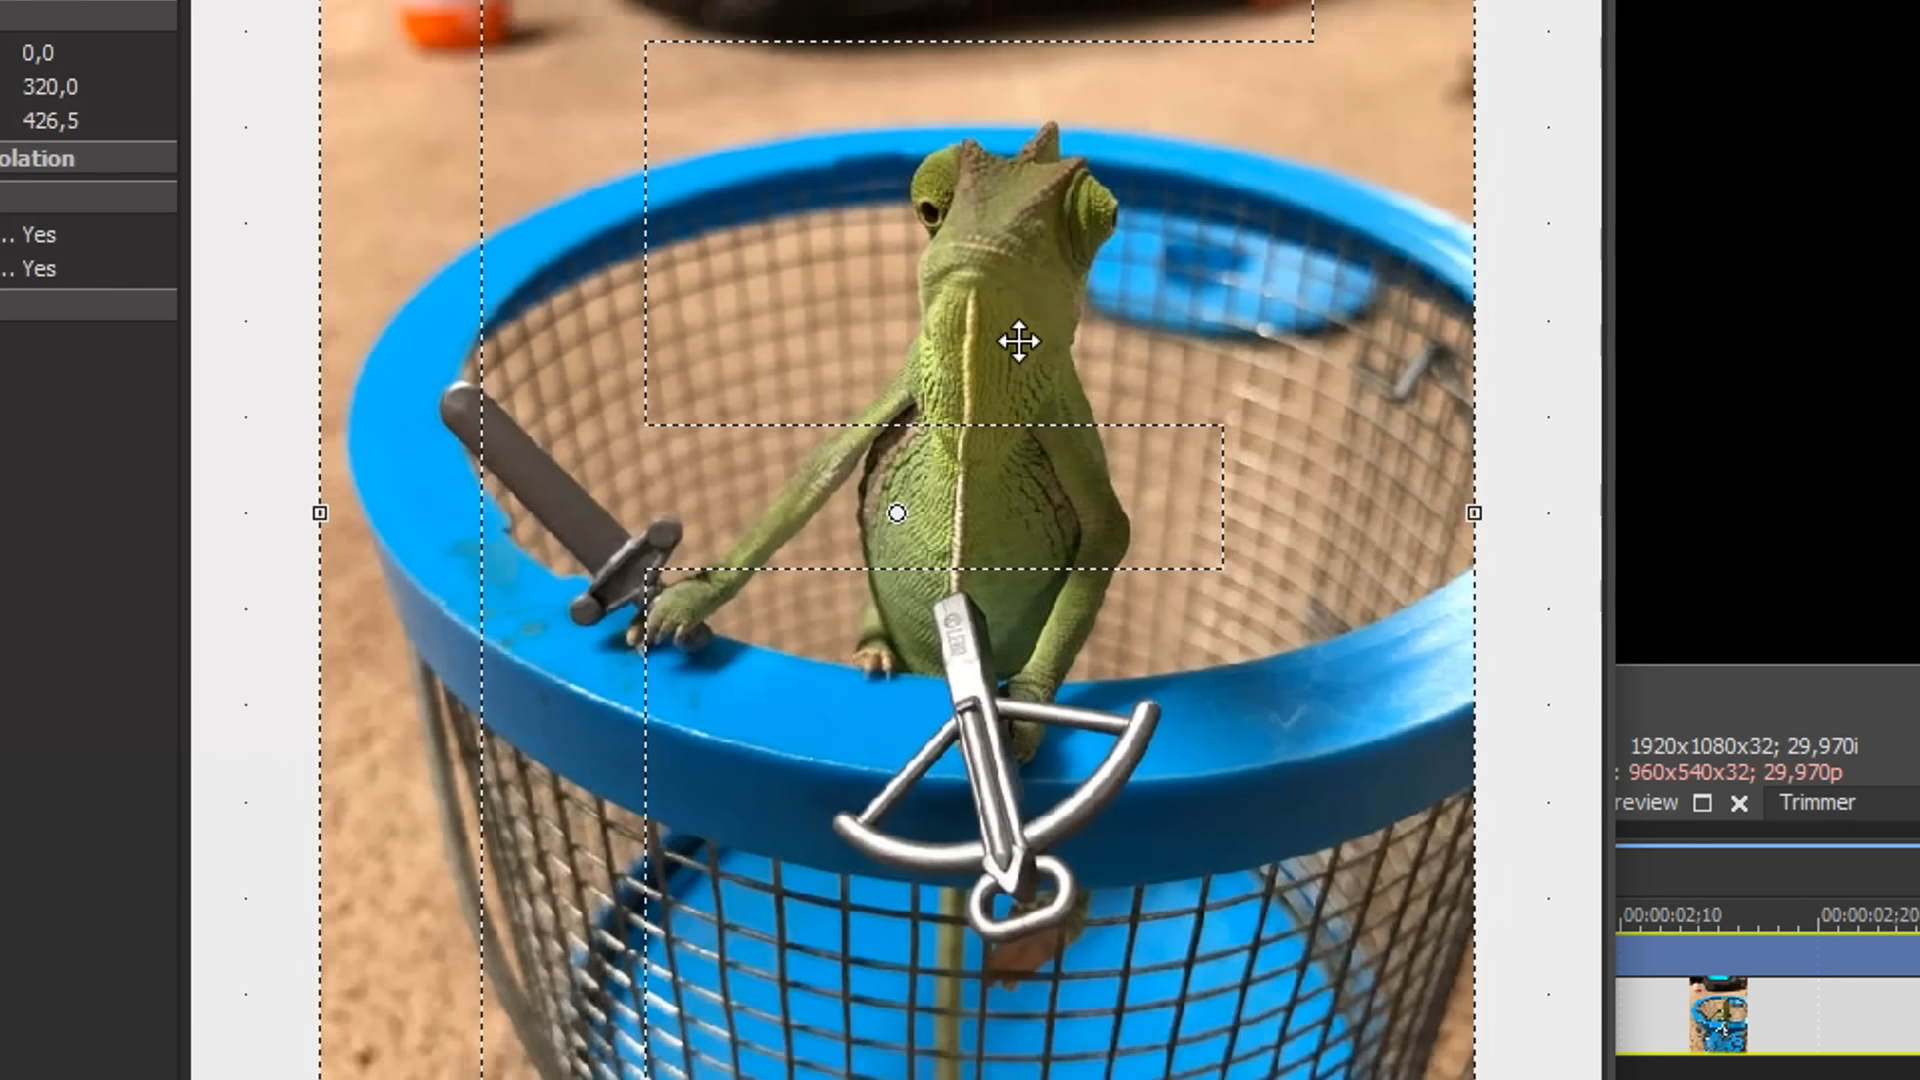 0,0
320,0
426,5
olation
.. Yes
.. Yes
©LEGO
1920x1080x32; 29,970i
: 960x540x32; 29,970p
review
Trimmer
00:00:02;10
00:00:02;20